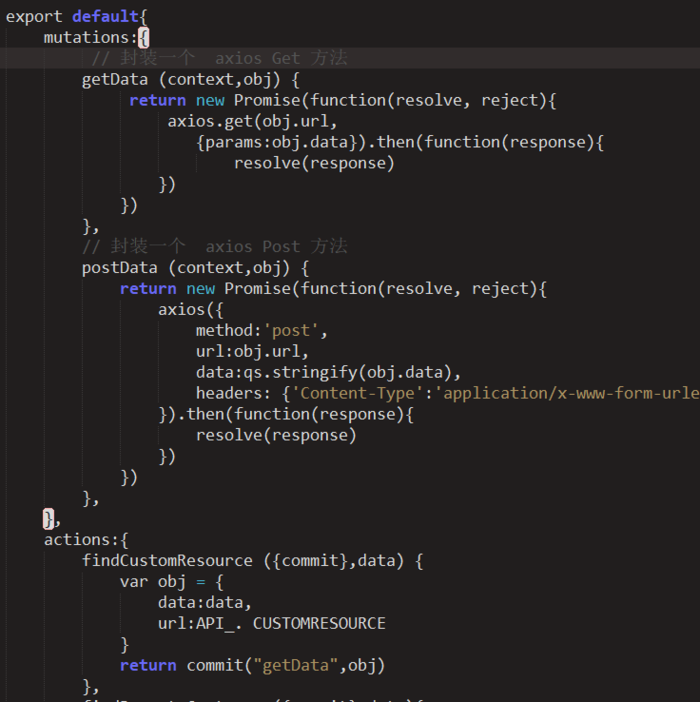 export default{
mutations:{
// 封装一个 axios Get 方法
getData (context,obj) {
return new Promise(function(resolve, reject){
axios.get(obj.url,
{params:obj.data}).then(function(response){
resolve(response)
})
})
},
// 封装一个 axios Post 方法
postData (context,obj) {
return new Promise(function(resolve, reject){
axios({
method:'post',
url:obj.url,
data:qs.stringify(obj.data),
headers: {'Content-Type':'application/x-www-form-urle
}).then(function(response){
resolve(response)
})
})
},
},
actions:{
findCustomResource ({commit},data) {
var obj = {
data:data,
url:API_. CUSTOMRESOURCE
}
return commit("getData",obj)
},